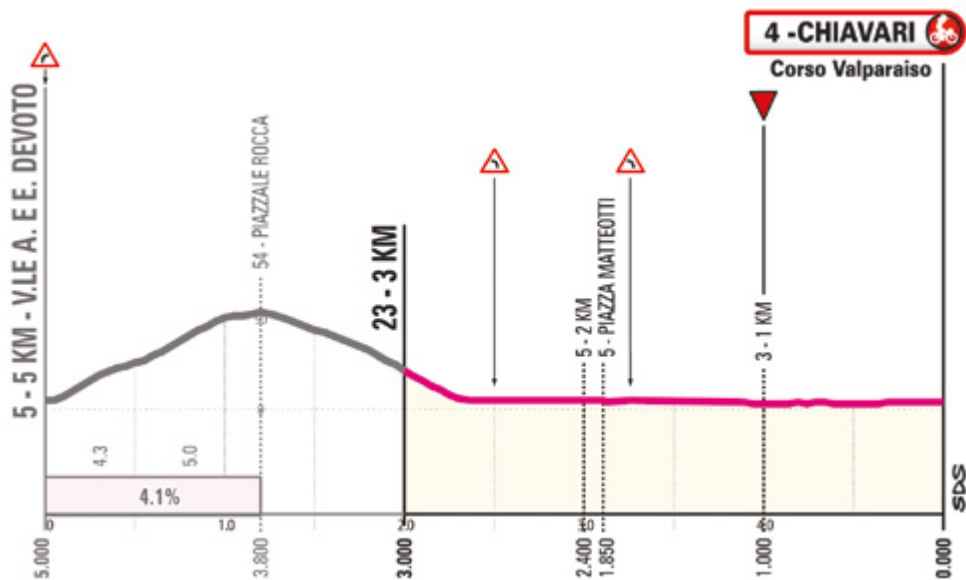 4 -CHIAVARI
Corso Valparaiso
5 - 5 KM - V.LE A. E E. DEVOTO
54 - PIAZZALE ROCCA
23 - 3 KM
5 - 2 KM
5 - PIAZZA MATTEOTTI
3 - 1 KM
4.3
5.0
4.1%
0
1.0
2.0
3.0
4.0
5.000
3.800
3.000
2.400
1.850
1.000
0.000
SDS